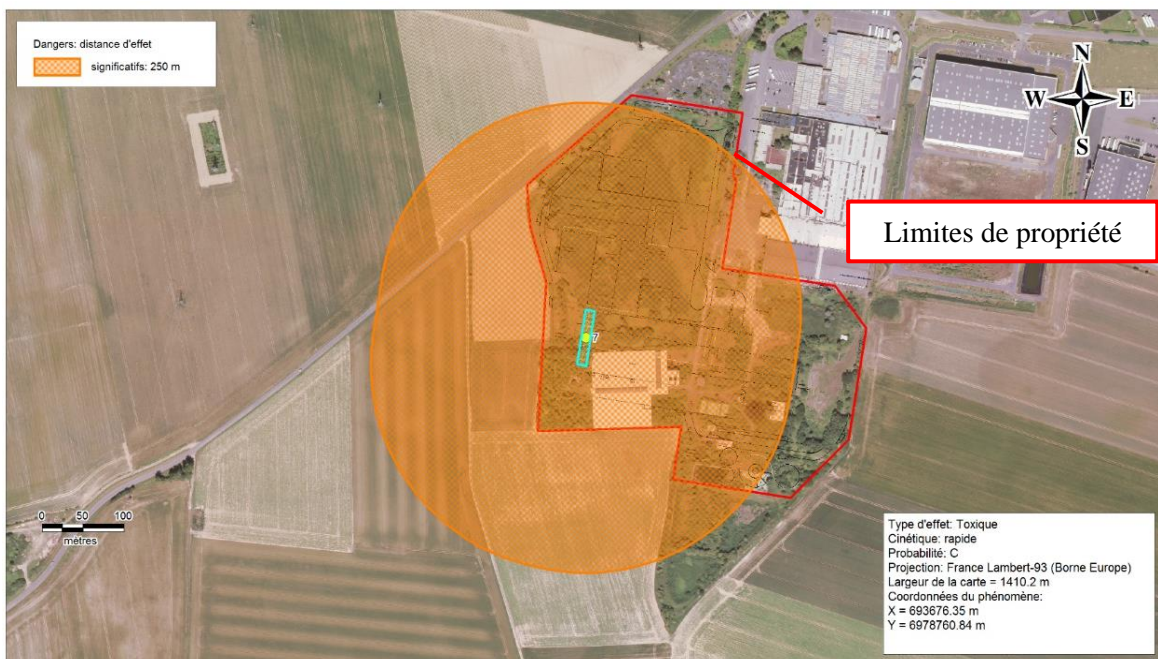 Dangers: distance d'effet
significatifs: 250 m
N
W E
S
Limites de propriété
7
0 50 100
mètres
Type d'effet: Toxique
Cinétique: rapide
Probabilité: C
Projection: France Lambert-93 (Borne Europe)
Largeur de la carte = 1410.2 m
Coordonnées du phénomène:
X = 693676.35 m
Y = 6978760.84 m